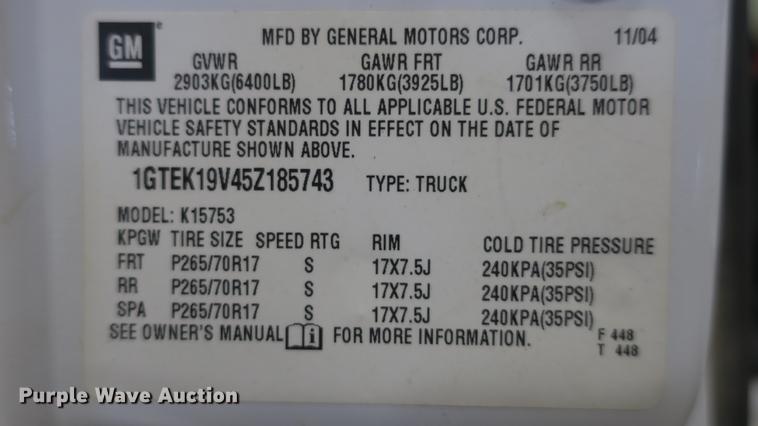 GM
MFD BY GENERAL MOTORS CORP. 11/04
GVWR GAWR FRT GAWR RR
2903KG(6400LB) 1780KG(3925LB) 1701KG(3750LB)
THIS VEHICLE CONFORMS TO ALL APPLICABLE U.S. FEDERAL MOTOR
VEHICLE SAFETY STANDARDS IN EFFECT ON THE DATE OF
MANUFACTURE SHOWN ABOVE.
1GTEK19V45Z185743 TYPE: TRUCK
MODEL: K15753
KPGW TIRE SIZE SPEED RTG RIM COLD TIRE PRESSURE
FRT P265/70R17 S 17X7.5J 240KPA(35PSI)
RR P265/70R17 S 17X7.5J 240KPA(35PSI)
SPA P265/70R17 S 17X7.5J 240KPA(35PSI)
SEE OWNER'S MANUAL i FOR MORE INFORMATION. F 448
T 448
Purple Wave Auction